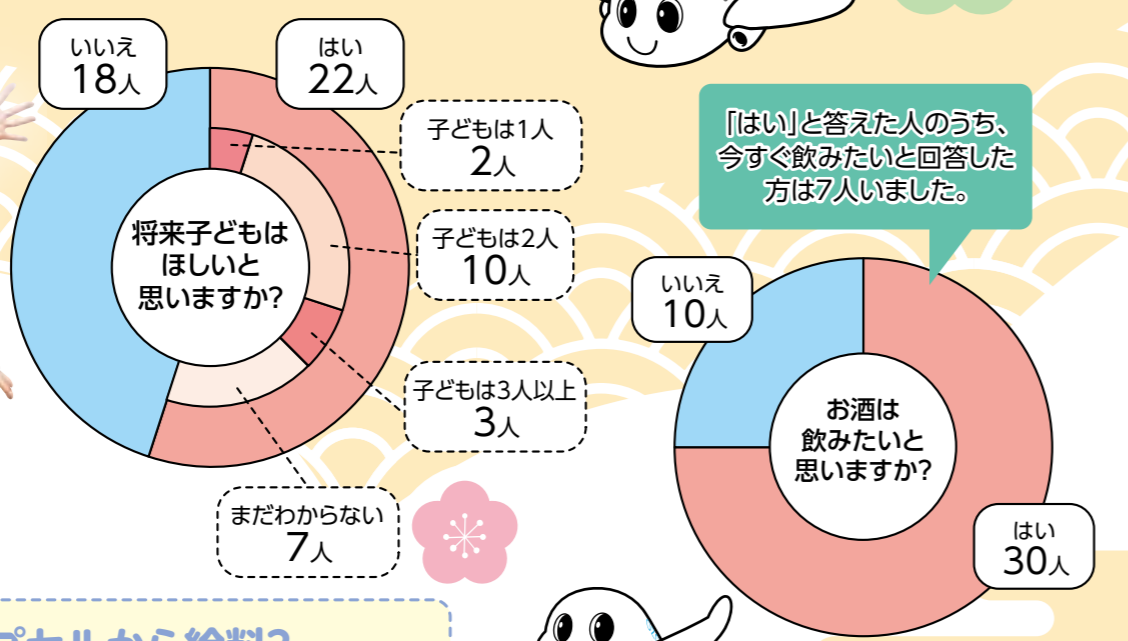 いいえ
18人
はい
22人
子どもは1人
2人
子どもは2人
10人
子どもは3人以上
3人
まだわからない
7人
将来子どもは
ほしいと
思いますか?
「はい」と答えた人のうち、
今すぐ飲みたいと回答した
方は7人いました。
いいえ
10人
お酒は
飲みたいと
思いますか?
はい
30人